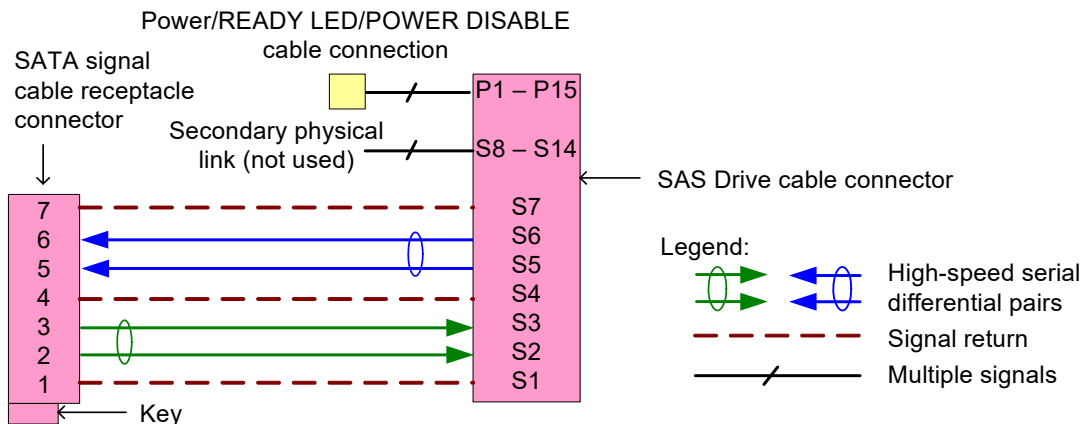 Power/READY LED/POWER DISABLE
cable connection
SATA signal
cable receptacle
connector
P1 – P15
Secondary physical
link (not used)
S8 – S14
SAS Drive cable connector
7
S7
6
S6
5
S5
4
S4
3
S3
2
S2
1
S1
Key
Legend:
High-speed serial
differential pairs
Signal return
Multiple signals